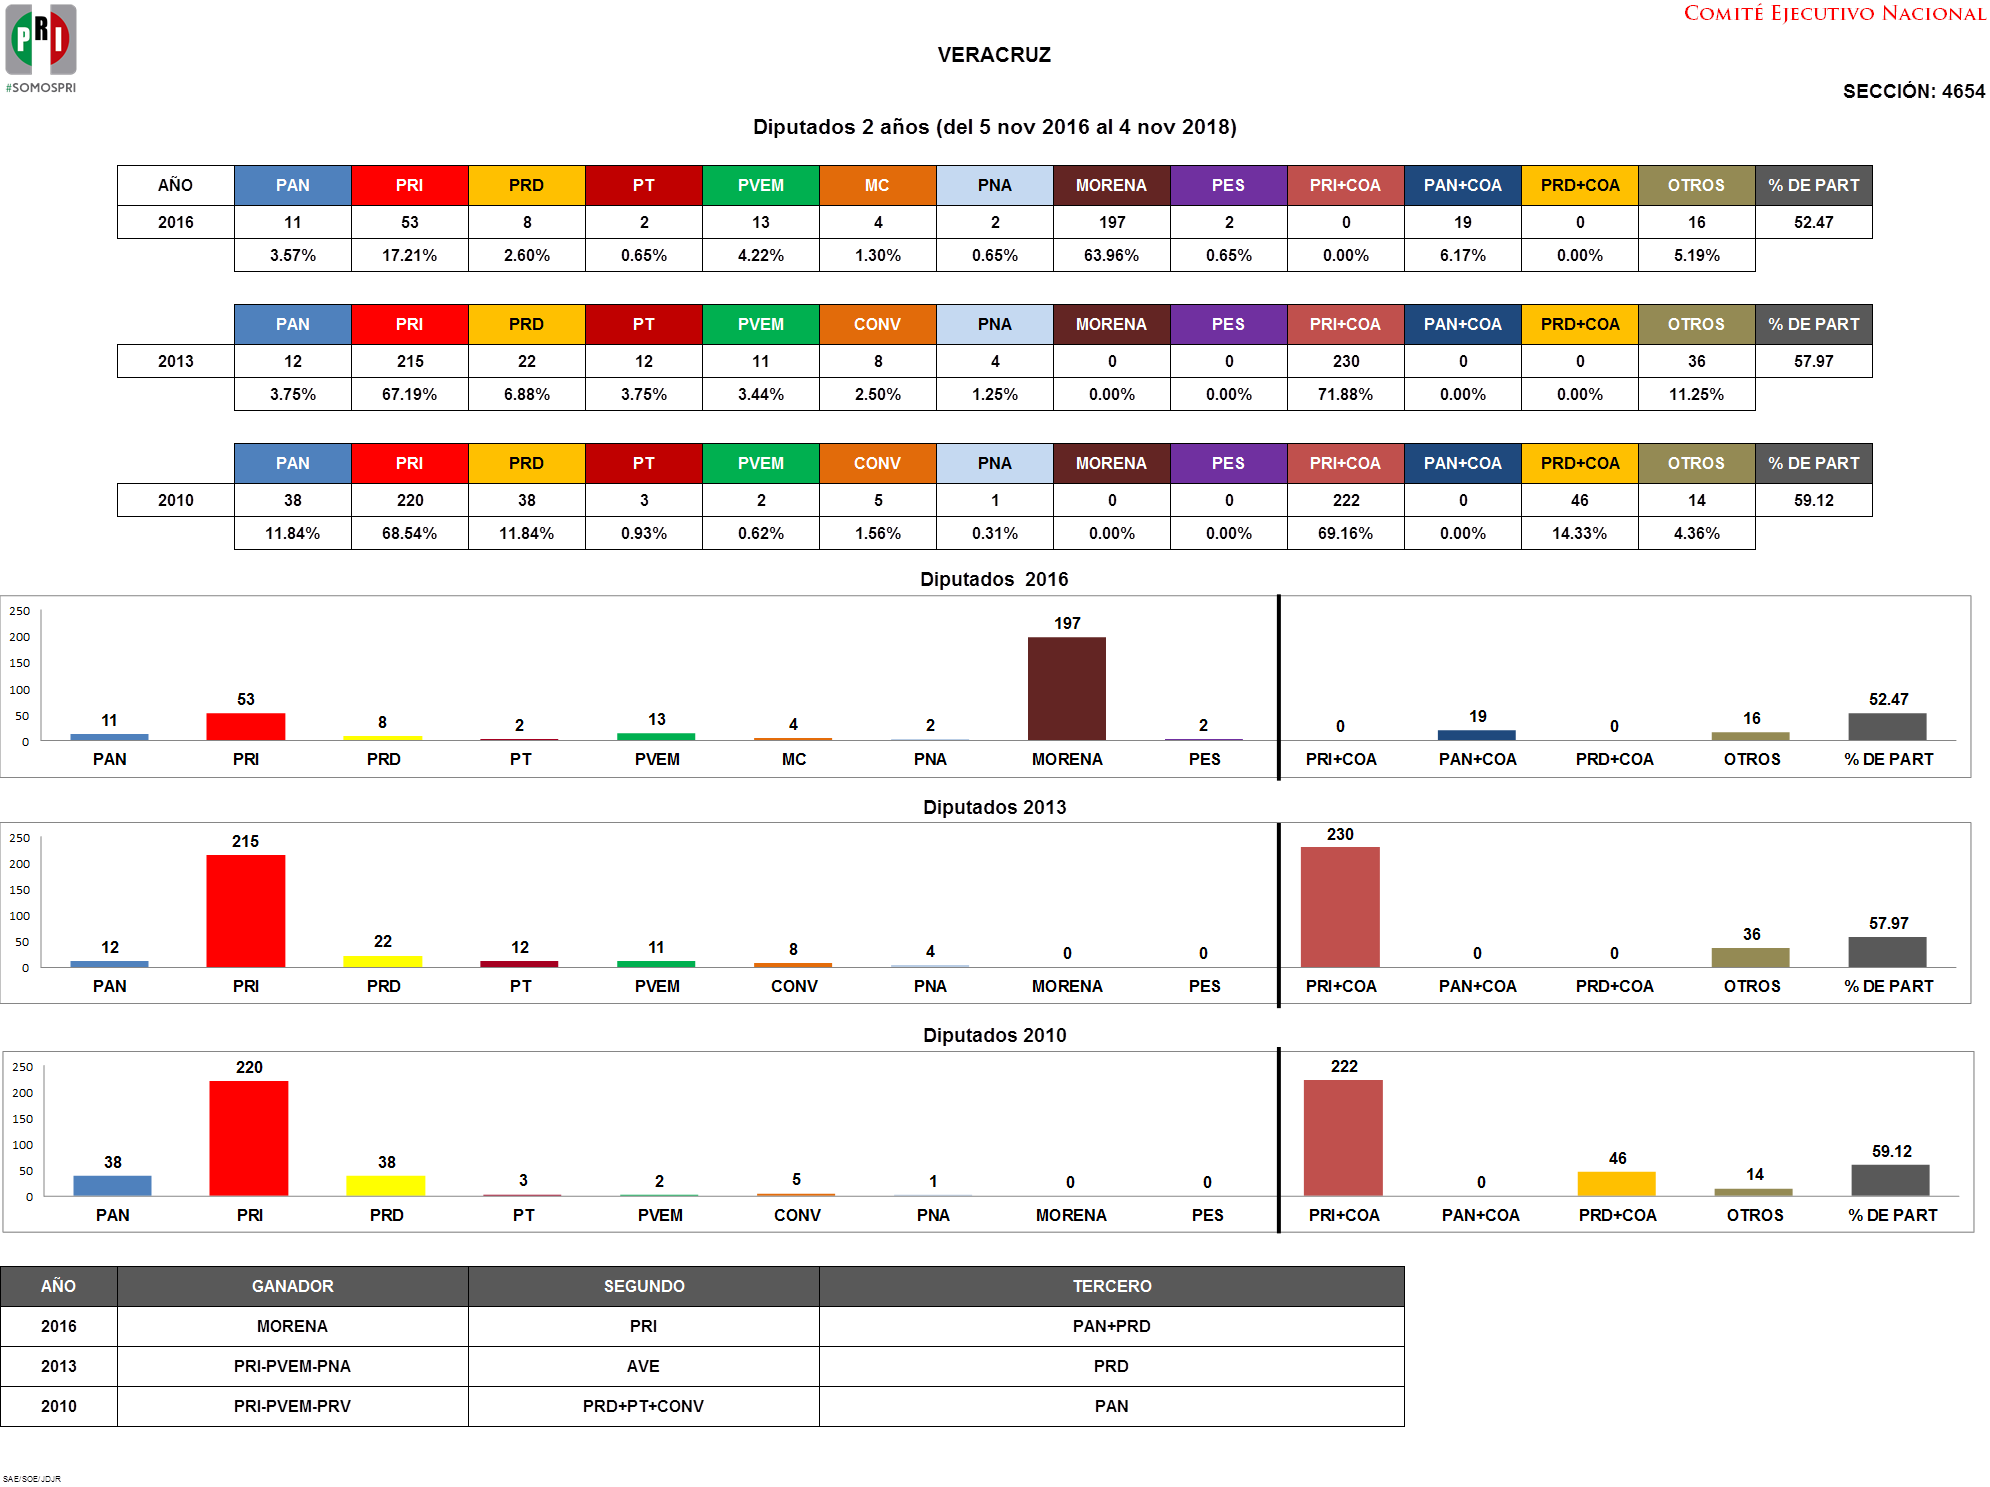 COMITÉ EJECUTIVO NACIONAL
PRI
#SOMOSPRI
VERACRUZ
SECCIÓN: 4654
Diputados 2 años (del 5 nov 2016 al 4 nov 2018)
AÑO PAN PRI PRD PT PVEM MC PNA MORENA PES PRI+COA PAN+COA PRD+COA OTROS % DE PART
2016 11 53 8 2 13 4 2 197 2 0 19 0 16 52.47
3.57% 17.21% 2.60% 0.65% 4.22% 1.30% 0.65% 63.96% 0.65% 0.00% 6.17% 0.00% 5.19%
PAN PRI PRD PT PVEM CONV PNA MORENA PES PRI+COA PAN+COA PRD+COA OTROS % DE PART
2013 12 215 22 12 11 8 4 0 0 230 0 0 36 57.97
3.75% 67.19% 6.88% 3.75% 3.44% 2.50% 1.25% 0.00% 0.00% 71.88% 0.00% 0.00% 11.25%
PAN PRI PRD PT PVEM CONV PNA MORENA PES PRI+COA PAN+COA PRD+COA OTROS % DE PART
2010 38 220 38 3 2 5 1 0 0 222 0 46 14 59.12
11.84% 68.54% 11.84% 0.93% 0.62% 1.56% 0.31% 0.00% 0.00% 69.16% 0.00% 14.33% 4.36%
Diputados 2016
250
200
150
100
50
0
11 53 8 2 13 4 2 197 2 0 19 0 16 52.47
PAN PRI PRD PT PVEM MC PNA MORENA PES PRI+COA PAN+COA PRD+COA OTROS % DE PART
Diputados 2013
250
200
150
100
50
0
12 215 22 12 11 8 4 0 0 230 0 0 36 57.97
PAN PRI PRD PT PVEM CONV PNA MORENA PES PRI+COA PAN+COA PRD+COA OTROS % DE PART
Diputados 2010
250
200
150
100
50
0
38 220 38 3 2 5 1 0 0 222 0 46 14 59.12
PAN PRI PRD PT PVEM CONV PNA MORENA PES PRI+COA PAN+COA PRD+COA OTROS % DE PART
AÑO GANADOR SEGUNDO TERCERO
2016 MORENA PRI PAN+PRD
2013 PRI-PVEM-PNA AVE PRD
2010 PRI-PVEM-PRV PRD+PT+CONV PAN
SAE/SOE/JDJR